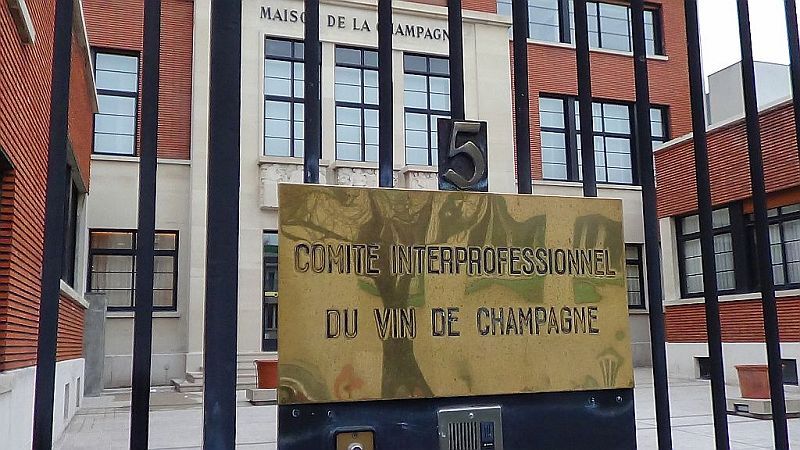 MAISON DE LA CHAMPAGNE
5
COMITE INTERPROFESSIONNEL
DU VIN DE CHAMPAGNE